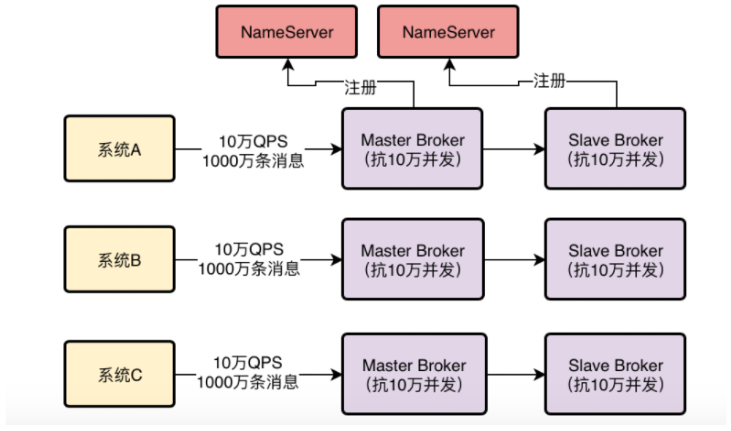 NameServer
NameServer
注册
注册
系统A
10万QPS
1000万条消息
Master Broker
（抗10万并发）
Slave Broker
（抗10万并发）
系统B
10万QPS
1000万条消息
Master Broker
（抗10万并发）
Slave Broker
（抗10万并发）
系统C
10万QPS
1000万条消息
Master Broker
（抗10万并发）
Slave Broker
（抗10万并发）